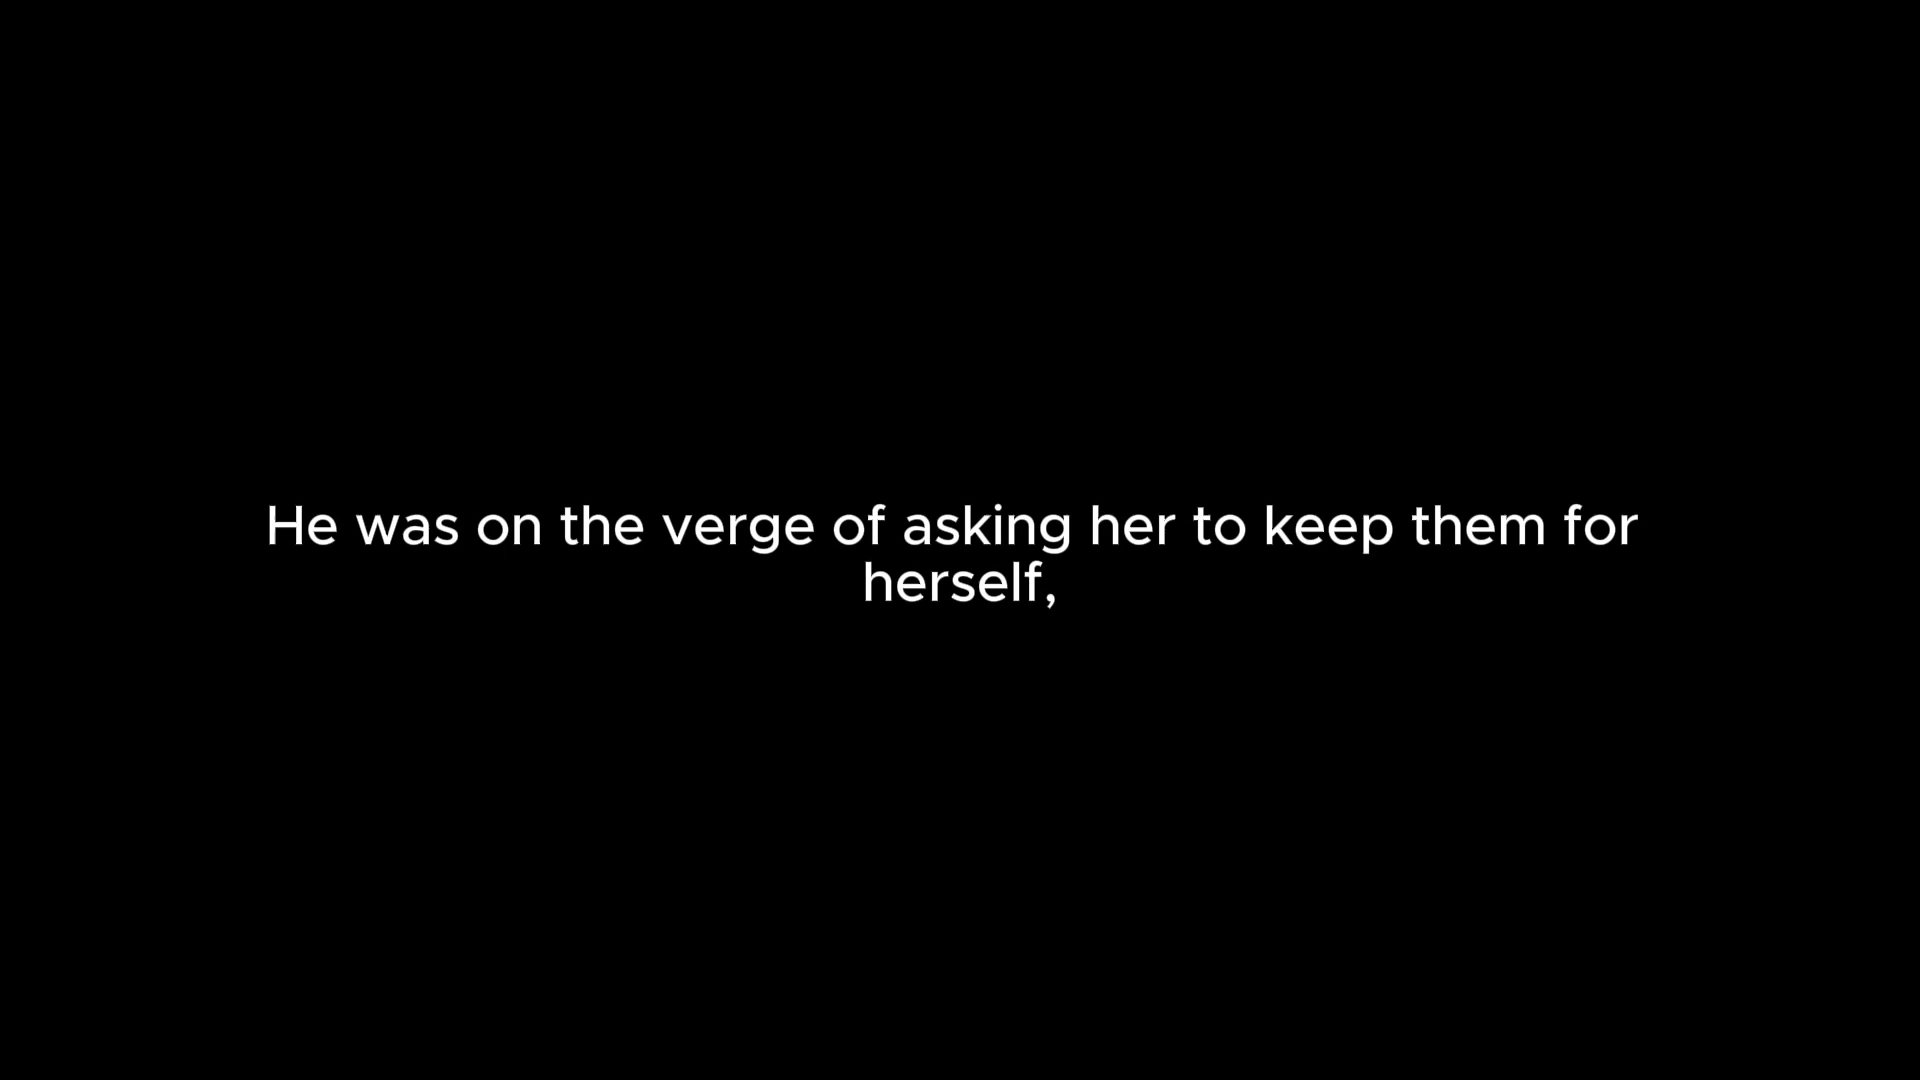 He was on the verge of asking her to keep them for
herself,